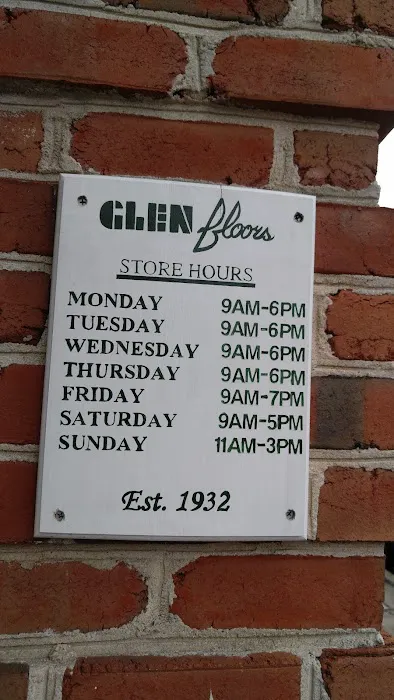 GLEN floors
STORE HOURS
MONDAY 9AM-6PM
TUESDAY 9AM-6PM
WEDNESDAY 9AM-6PM
THURSDAY 9AM-6PM
FRIDAY 9AM-7PM
SATURDAY 9AM-5PM
SUNDAY 11AM-3PM
Est. 1932